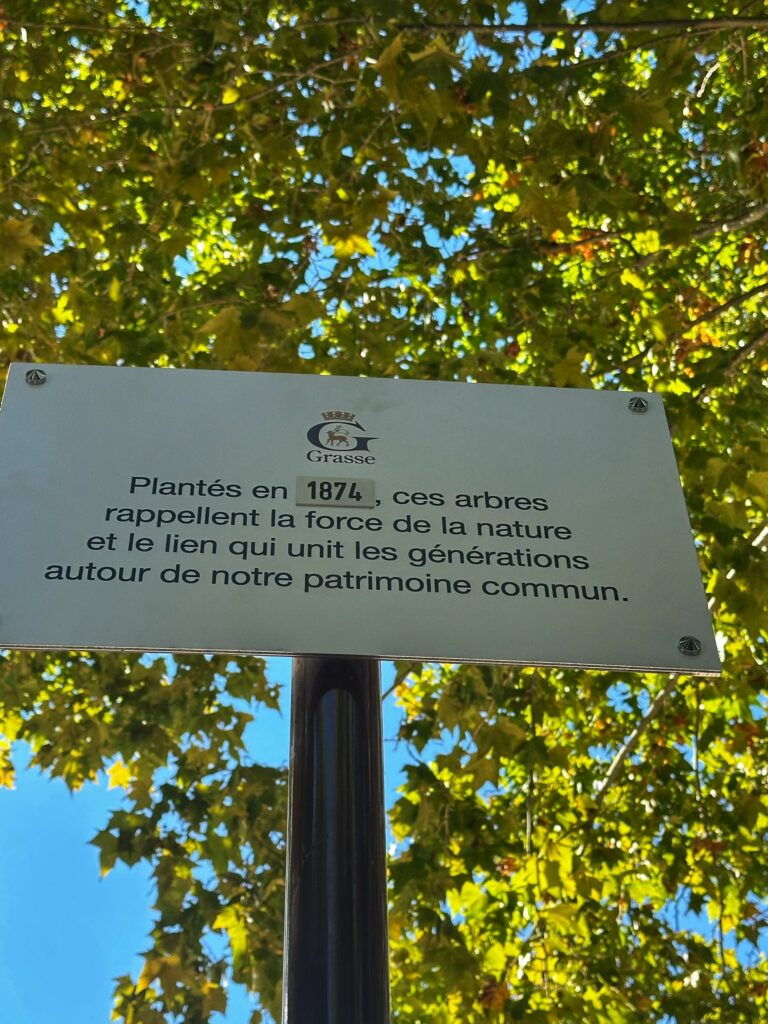 Grasse
Plantés en 1874, ces arbres
rappellent la force de la nature
et le lien qui unit les générations
autour de notre patrimoine commun.